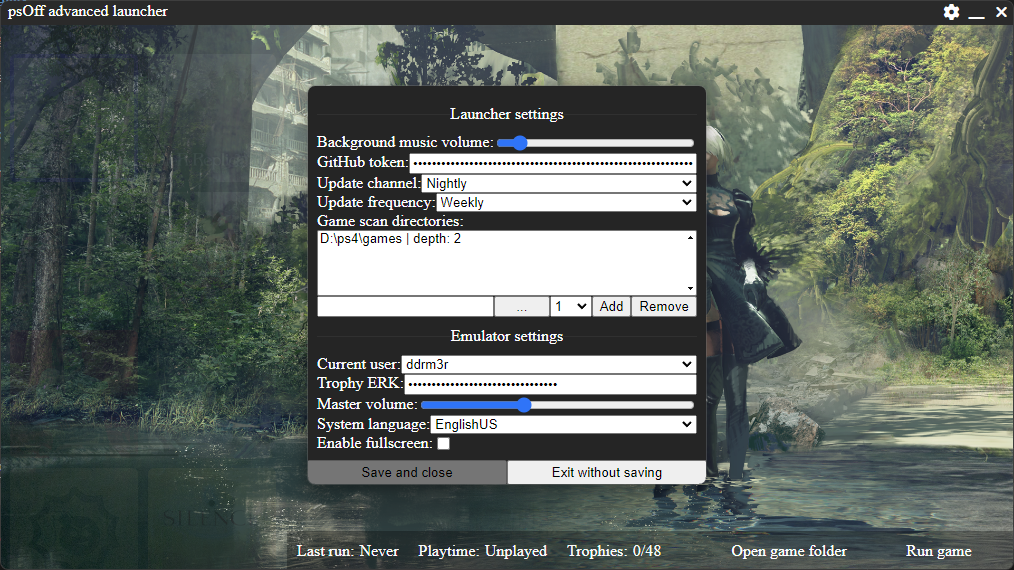 psOff advanced launcher
Launcher settings
Background music volume:
GitHub token: ••••••••••••••••••••••••••••••••••••••••••••••••••••••••••••
Update channel: Nightly
Update frequency: Weekly
Game scan directories:
D:\ps4\games | depth: 2
... 1 Add Remove
Emulator settings
Current user: ddrm3r
Trophy ERK: ••••••••••••••••••••••••••••••••
Master volume:
System language: EnglishUS
Enable fullscreen:
Save and close Exit without saving
SILENC
Last run: Never Playtime: Unplayed Trophies: 0/48 Open game folder Run game